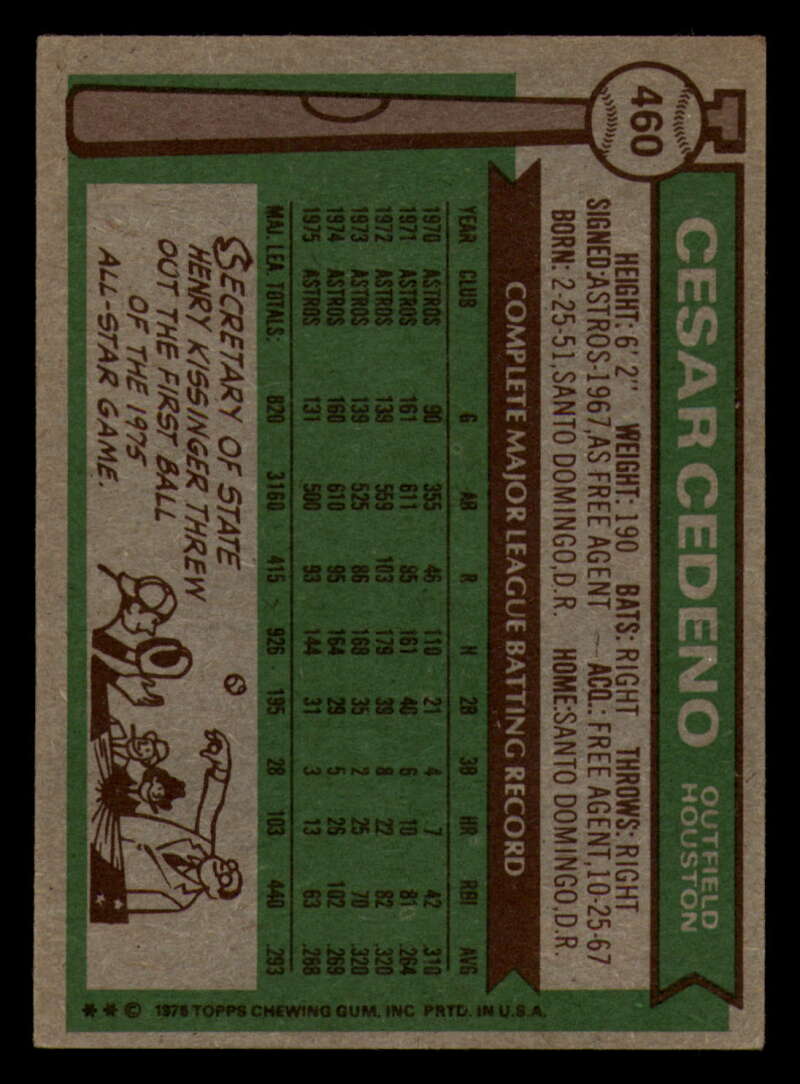 460
CESAR CEDENO
OUTFIELD
HOUSTON
HEIGHT: 6' 2" WEIGHT: 190 BATS: RIGHT THROWS: RIGHT
SIGNED: ASTROS-1967, AS FREE AGENT — ACQ.: FREE AGENT, 10-25-67
BORN: 2-25-51, SANTO DOMINGO, D.R. HOME: SANTO DOMINGO, D.R.
COMPLETE MAJOR LEAGUE BATTING RECORD
YEAR CLUB G AB R H 2B 3B HR RBI AVG
1970 ASTROS 90 355 46 110 21 4 7 42 .310
1971 ASTROS 161 611 85 161 40 6 10 81 .264
1972 ASTROS 139 559 103 179 39 8 22 82 .320
1973 ASTROS 139 525 86 168 35 2 25 70 .320
1974 ASTROS 160 610 95 164 29 5 26 102 .269
1975 ASTROS 131 500 93 144 31 3 13 63 .288
MAJ. LEA. TOTALS: 820 3160 415 926 195 28 103 440 .293
SECRETARY OF STATE
HENRY KISSINGER THREW
OUT THE FIRST BALL
OF THE 1975
ALL-STAR GAME.
** © 1976 TOPPS CHEWING GUM, INC PRTD. IN U.S.A.